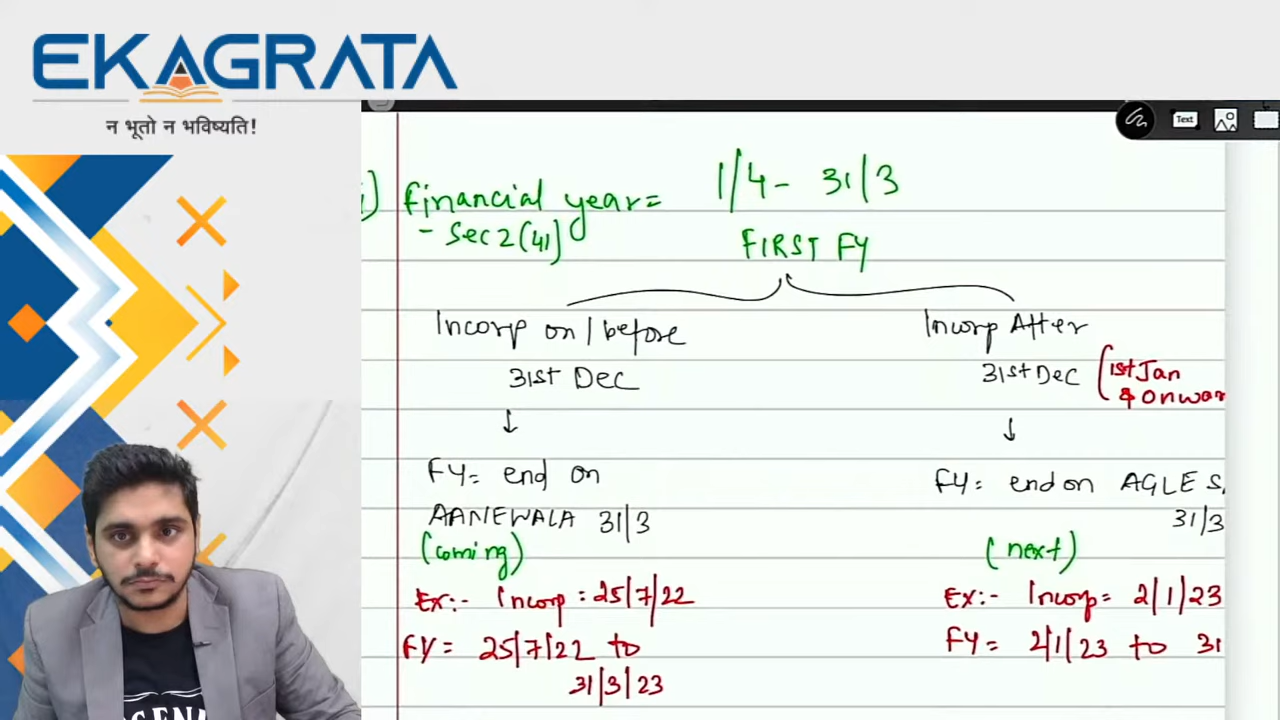 EKAGRATA
न भूतो न भविष्यति!
Text
i) financial year = 1/4 - 31/3
- Sec 2(41)
FIRST FY
Incorp on / before
31st Dec
Incorp After
31st Dec (1st Jan
& Onwar
↓
↓
FY = end on
AANEWALA 31/3
(coming)
FY = end on AGLE S
31/3
(next)
Ex:- Incorp : 25/7/22
FY = 25/7/22 to
31/3/23
Ex:- Incorp = 2/1/23
FY = 2/1/23 to 31